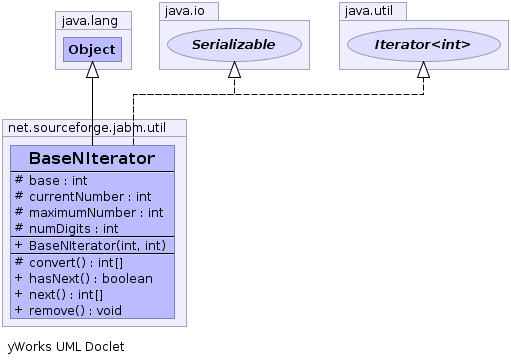 java.lang
java.io
java.util
Object
Serializable
Iterator<int>
net.sourceforge.jabm.util
BaseNIterator
# base : int
# currentNumber : int
# maximumNumber : int
# numDigits : int
+ BaseNIterator(int, int)
# convert() : int[]
+ hasNext() : boolean
+ next() : int[]
+ remove() : void
yWorks UML Doclet